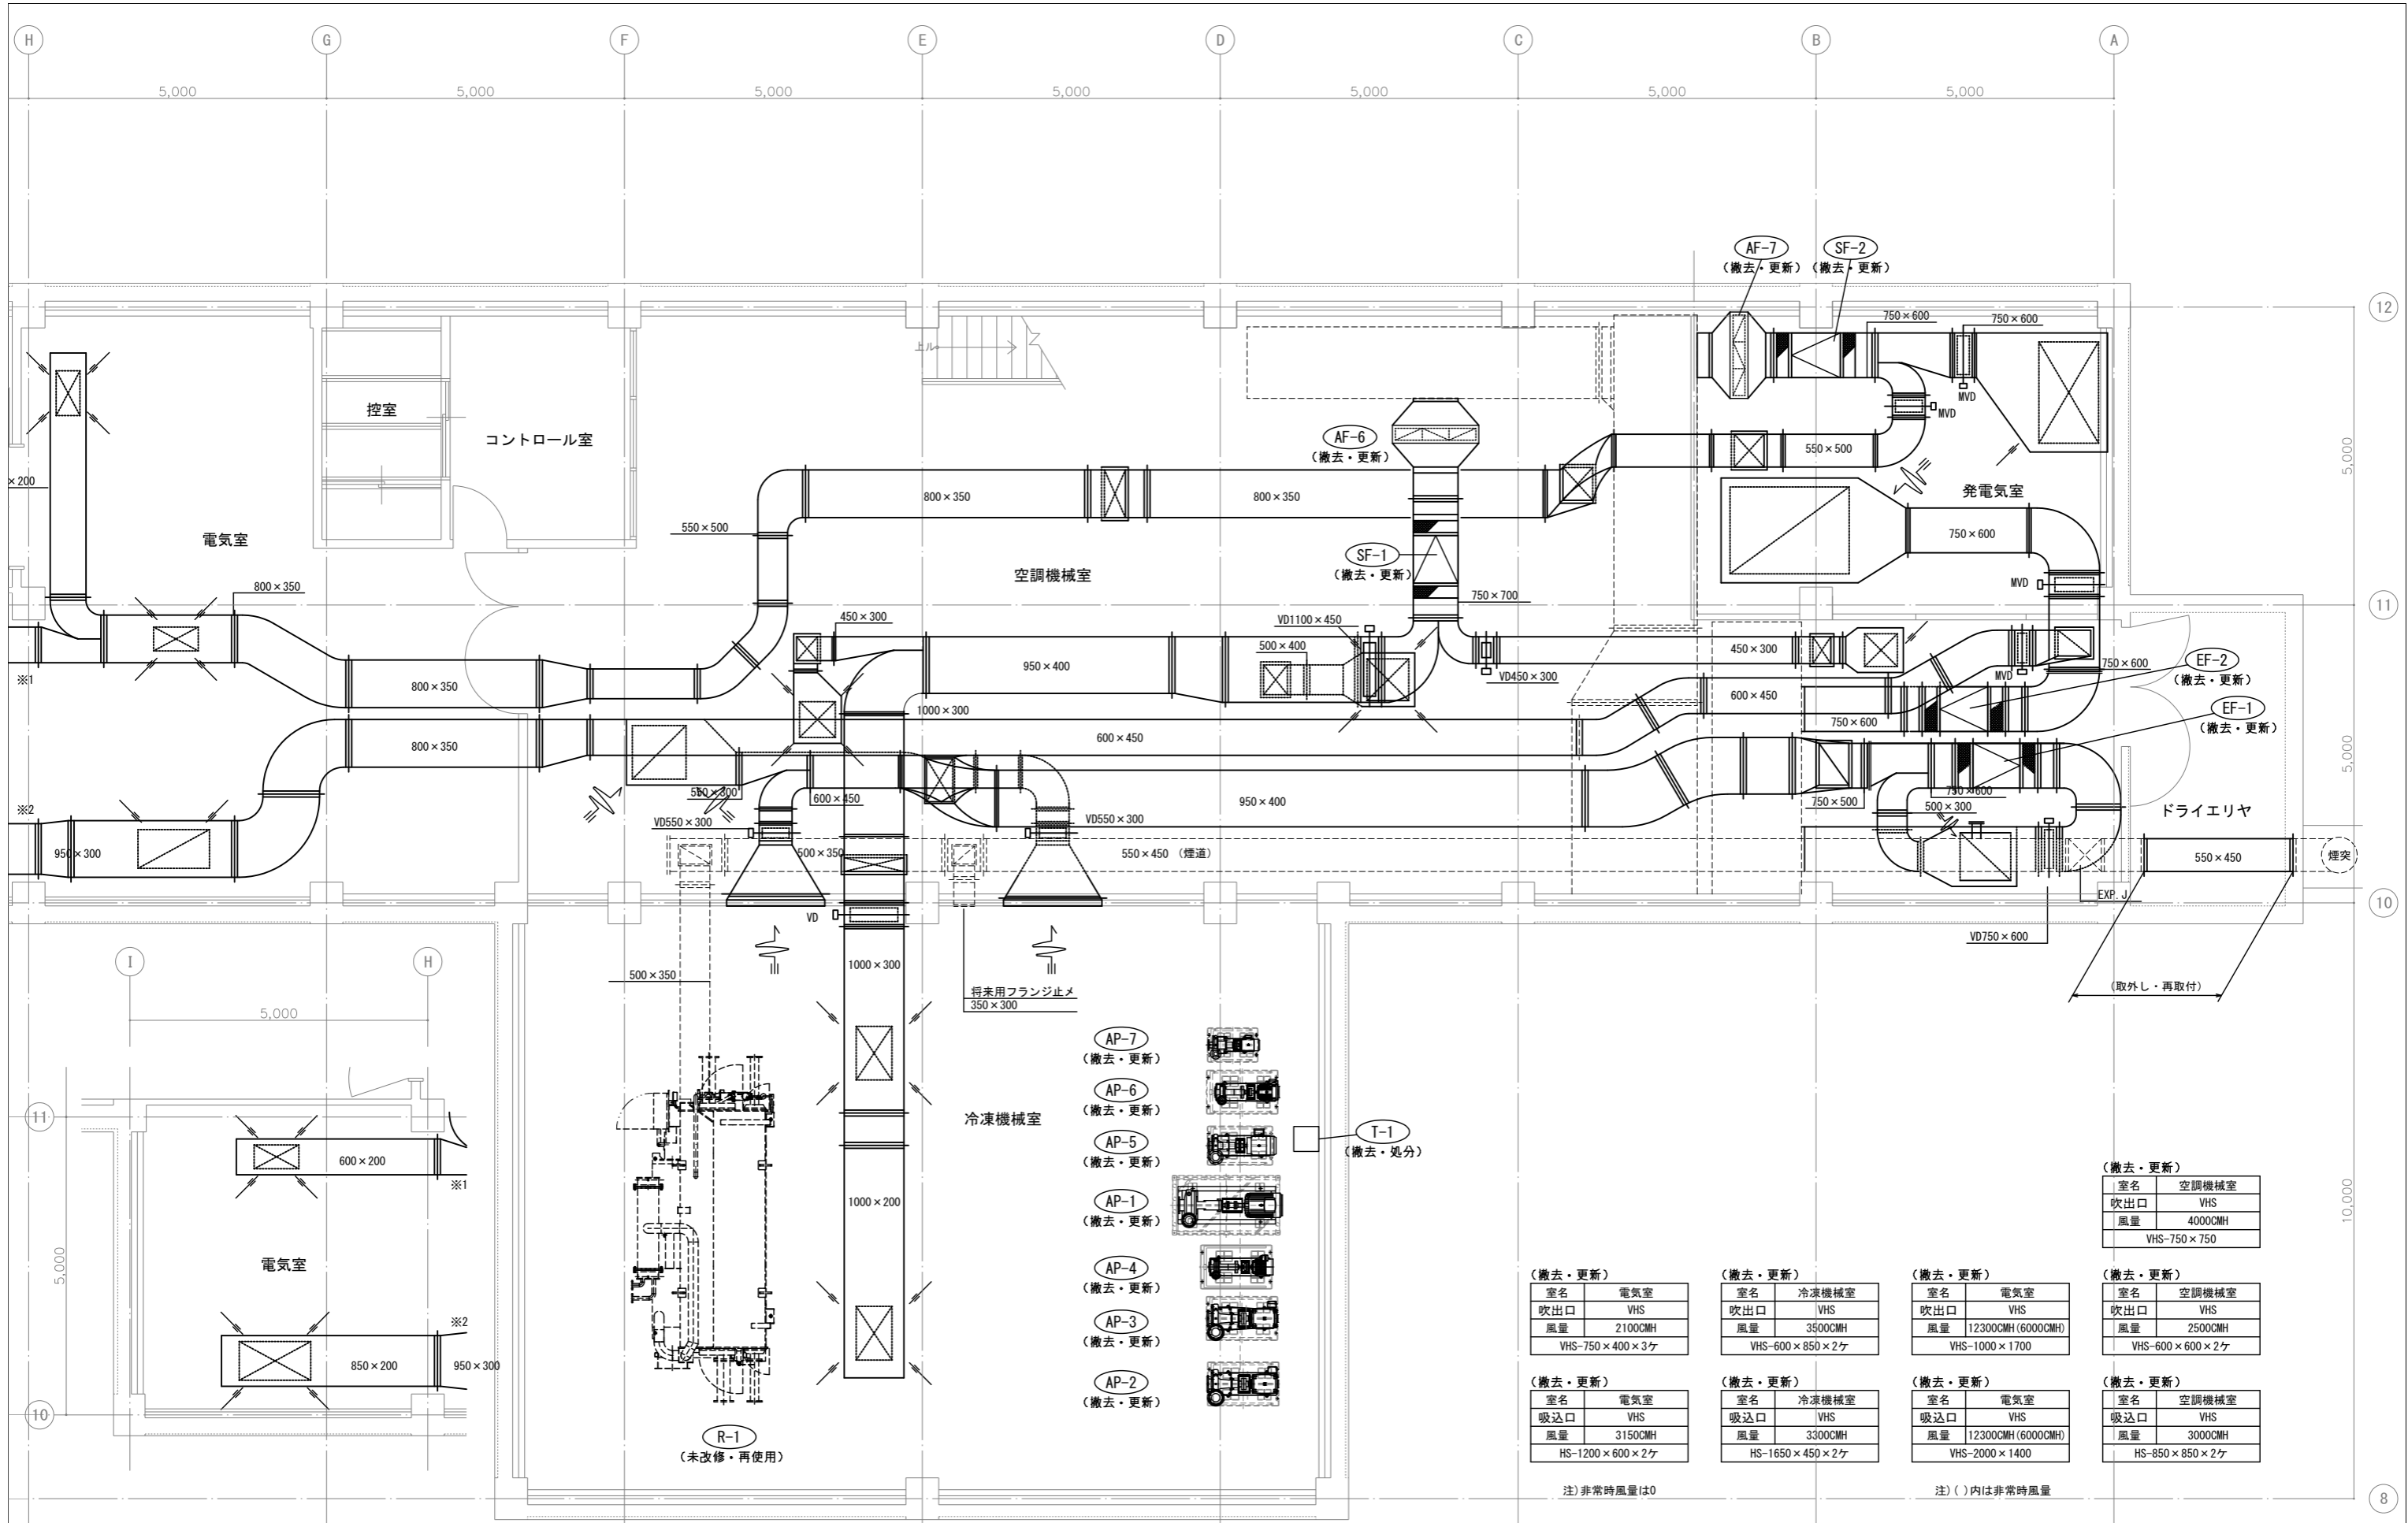 H
G
F
E
D
C
B
A
5,000
5,000
5,000
5,000
5,000
5,000
5,000
AF-7
(撤去・更新)
SF-2
(撤去・更新)
12
750×600
750×600
MVD
MVD
上ル
控室
コントロール室
AF-6
(撤去・更新)
550×500
5,000
×200
800×350
800×350
発電気室
550×500
電気室
750×600
SF-1
(撤去・更新)
空調機械室
MVD
800×350
750×700
11
450×300
VD1100×450
500×400
450×300
950×400
VD450×300
MVD
750×600
EF-2
(撤去・更新)
※1
800×350
600×450
1000×300
750×600
EF-1
(撤去・更新)
800×350
600×450
5,000
550×300
600×450
950×400
750×500
750×600
500×300
ドライエリヤ
※2
VD550×300
VD550×300
950×300
500×350
550×450 (煙道)
550×450
煙突
EXP.J
10
VD
VD750×600
I
H
1000×300
500×350
将来用フランジ止メ
350×300
(取外し・再取付)
5,000
AP-7
(撤去・更新)
AP-6
(撤去・更新)
11
冷凍機械室
AP-5
(撤去・更新)
T-1
(撤去・処分)
600×200
※1
AP-1
(撤去・更新)
1000×200
10,000
5,000
電気室
AP-4
(撤去・更新)
※2
AP-3
(撤去・更新)
850×200
950×300
AP-2
(撤去・更新)
10
R-1
(未改修・再使用)
(撤去・更新)
室名 空調機械室
吹出口 VHS
風量 4000CMH
VHS-750×750
(撤去・更新)
室名 電気室
吹出口 VHS
風量 2100CMH
VHS-750×400×3ケ
(撤去・更新)
室名 冷凍機械室
吹出口 VHS
風量 3500CMH
VHS-600×850×2ケ
(撤去・更新)
室名 電気室
吹出口 VHS
風量 12300CMH(6000CMH)
VHS-1000×1700
(撤去・更新)
室名 空調機械室
吹出口 VHS
風量 2500CMH
VHS-600×600×2ケ
(撤去・更新)
室名 電気室
吸込口 VHS
風量 3150CMH
HS-1200×600×2ケ
(撤去・更新)
室名 冷凍機械室
吸込口 VHS
風量 3300CMH
HS-1650×450×2ケ
(撤去・更新)
室名 電気室
吸込口 VHS
風量 12300CMH(6000CMH)
VHS-2000×1400
(撤去・更新)
室名 空調機械室
吸込口 VHS
風量 3000CMH
HS-850×850×2ケ
注)非常時風量は0
注)( )内は非常時風量
8